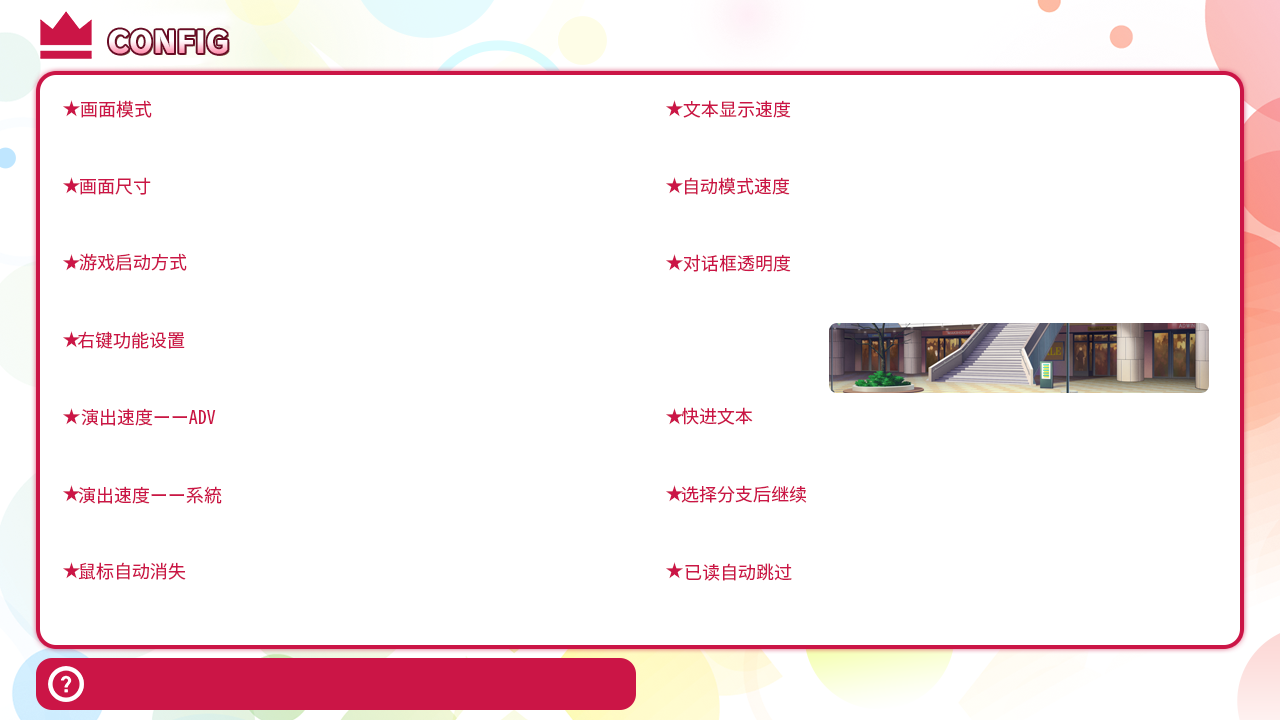 CONFIG
★画面模式
★画面尺寸
★游戏启动方式
★右键功能设置
★演出速度ーーADV
★演出速度ーー系統
★鼠标自动消失
★文本显示速度
★自动模式速度
★对话框透明度
★快进文本
★选择分支后继续
★已读自动跳过
?